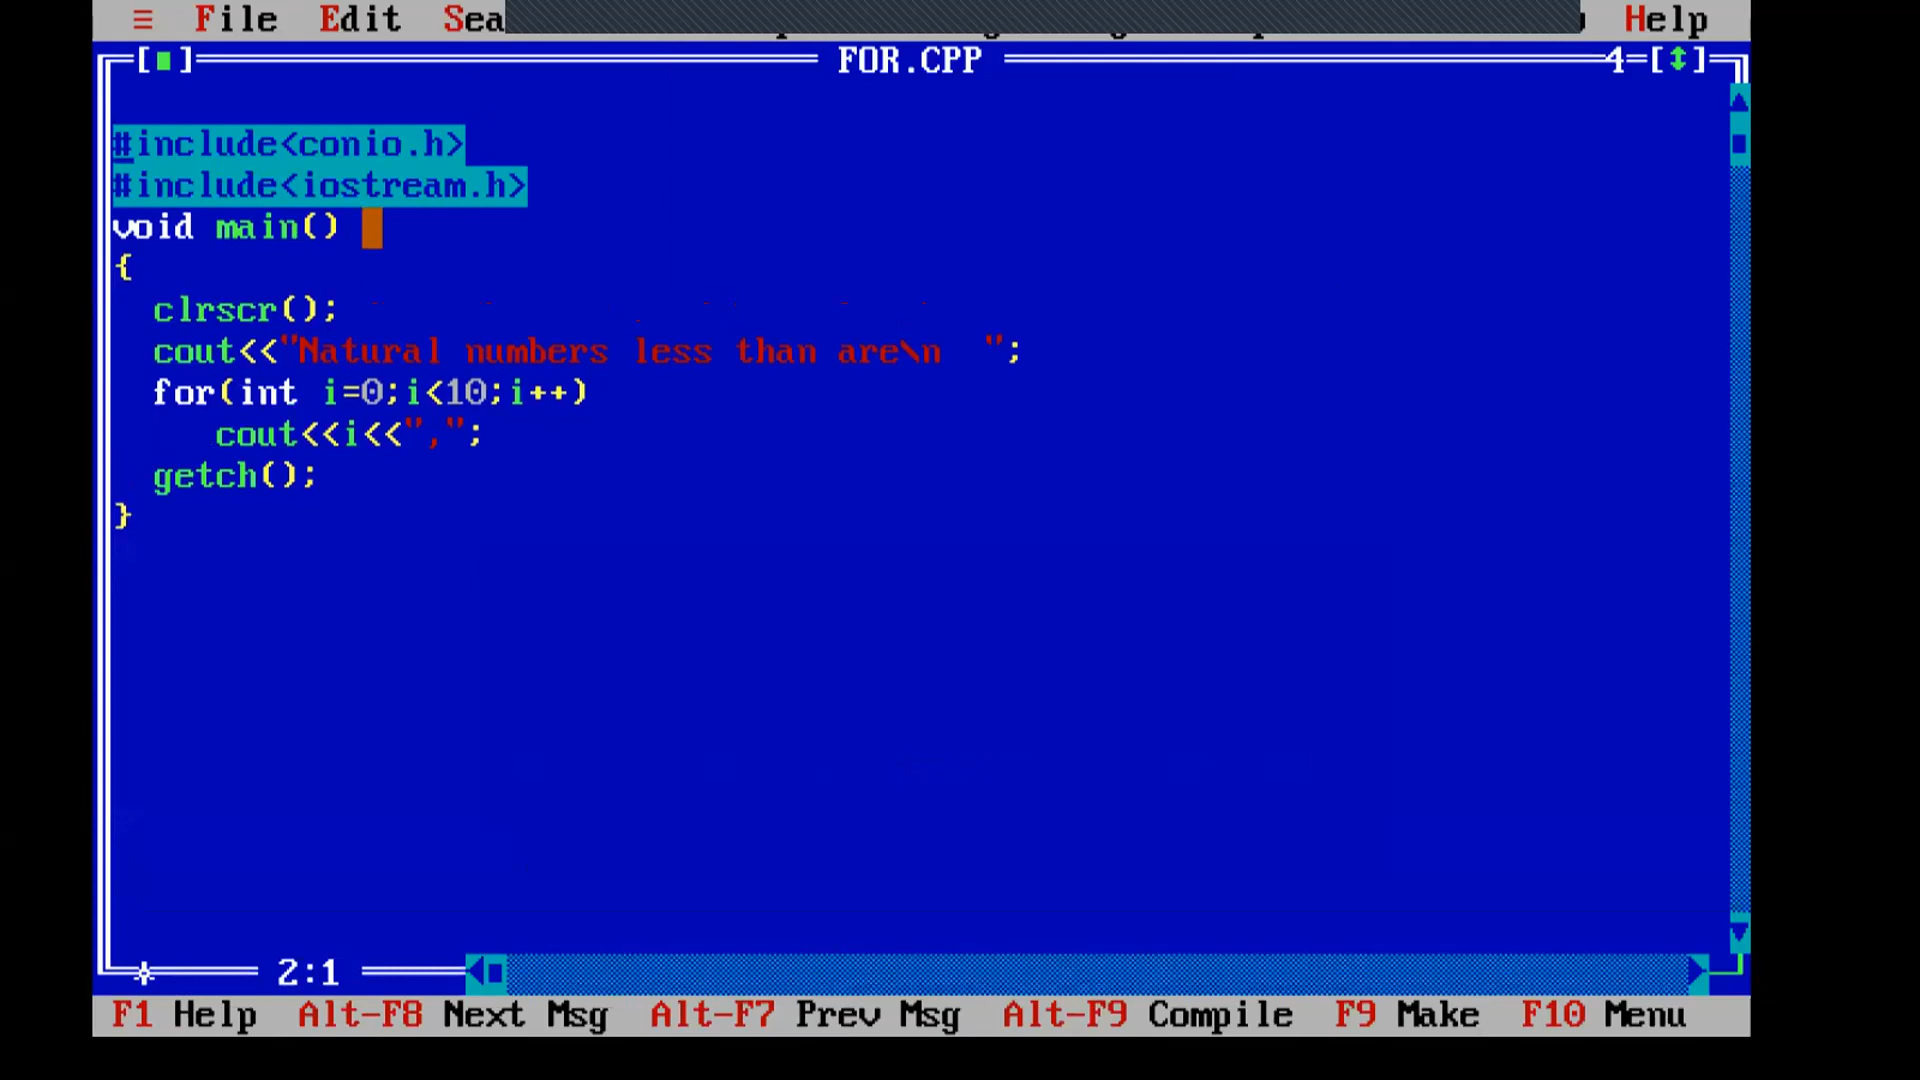 ≡ File Edit Sea Help
[■] FOR.CPP 4=[↕]
#include<conio.h>
#include<iostream.h>
void main()
{
clrscr();
cout<<"Natural numbers less than are\n  ";
for(int i=0;i<10;i++)
cout<<i<<",";
getch();
}
2:1
F1 Help Alt-F8 Next Msg Alt-F7 Prev Msg Alt-F9 Compile F9 Make F10 Menu